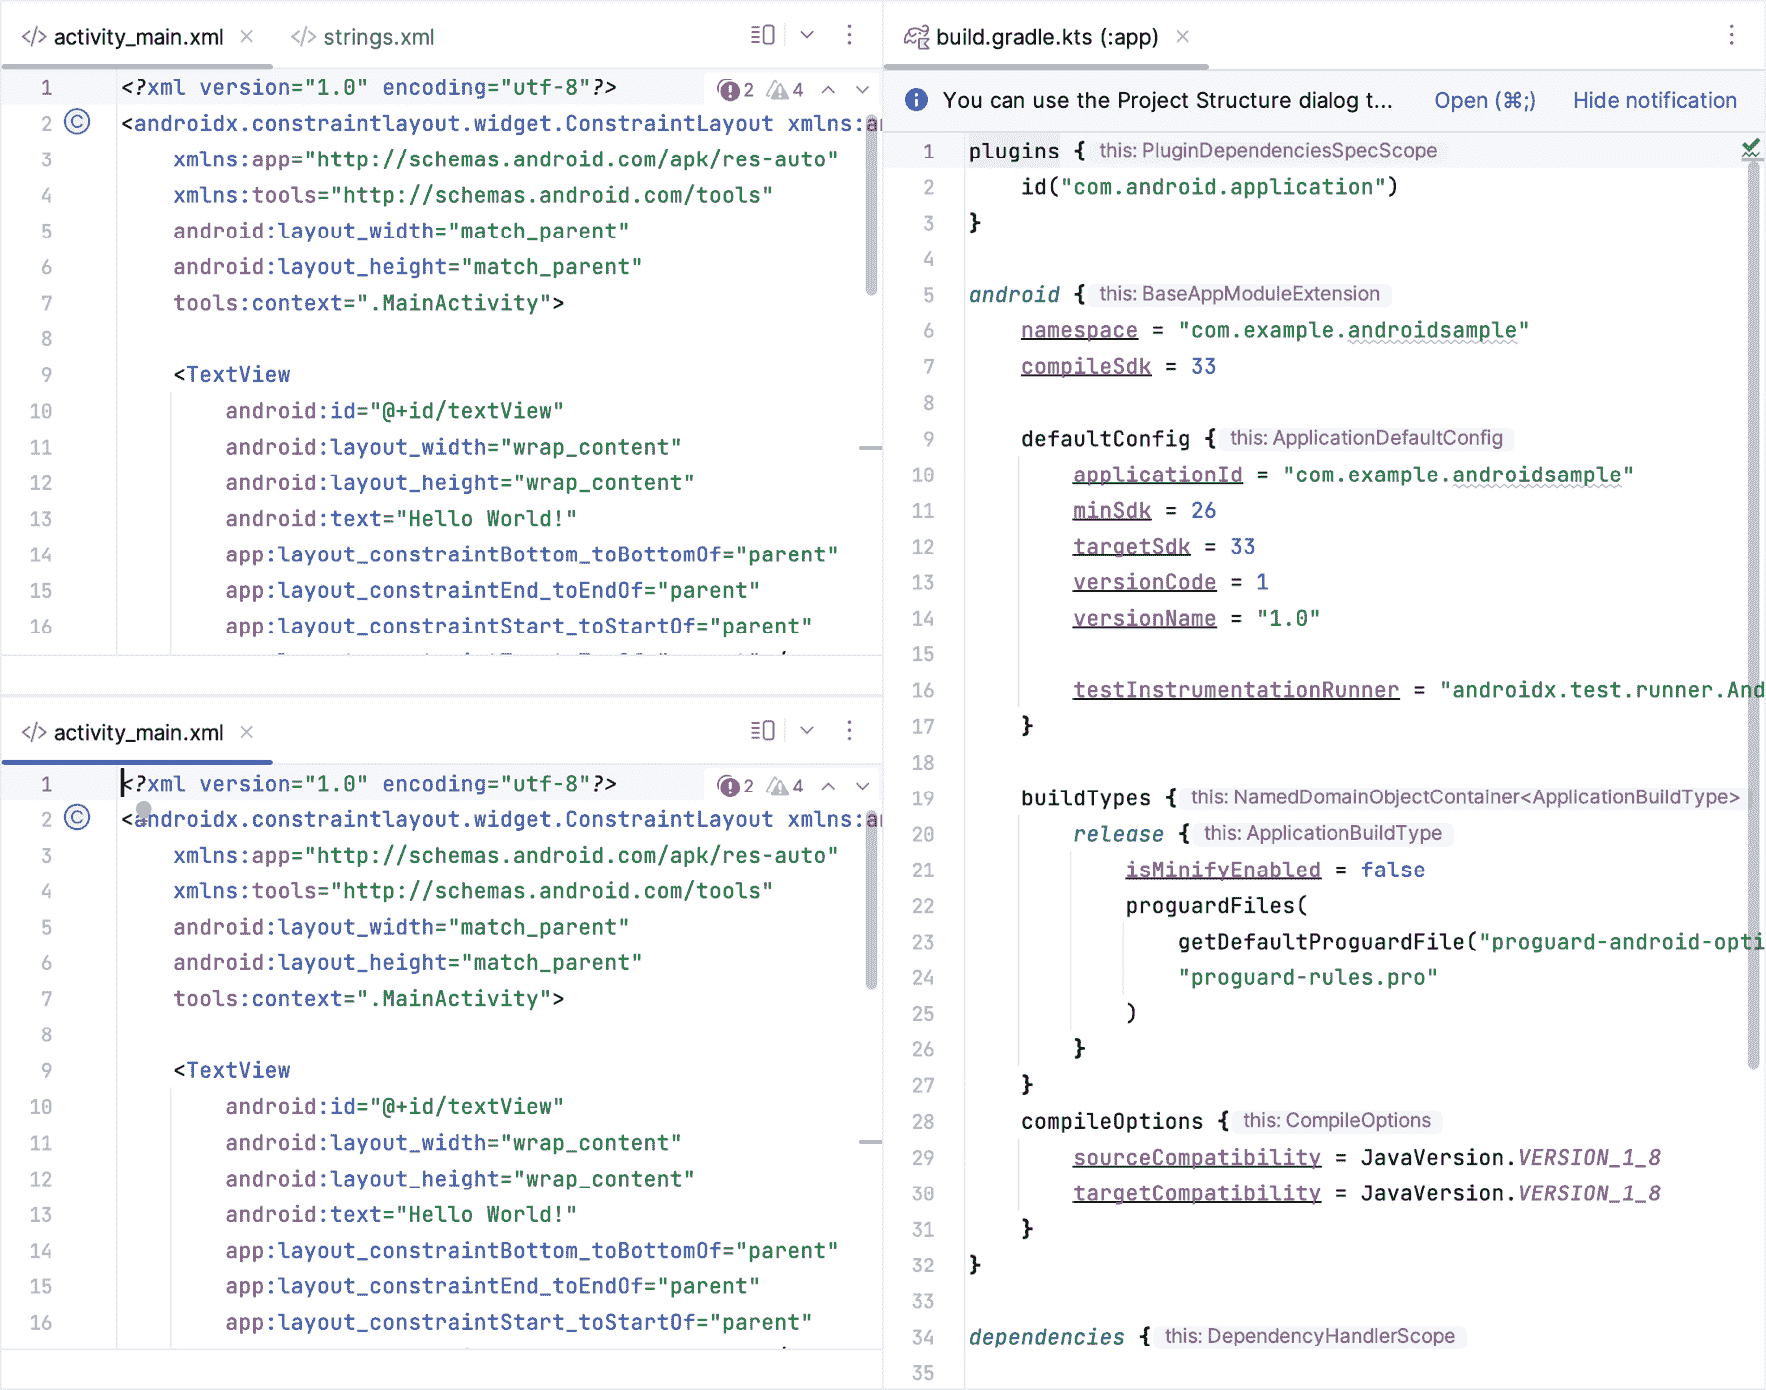 activity_main.xml
strings.xml
2 4
1 <?xml version="1.0" encoding="utf-8"?>
2 <androidx.constraintlayout.widget.ConstraintLayout xmlns:
3 xmlns:app="http://schemas.android.com/apk/res-auto"
4 xmlns:tools="http://schemas.android.com/tools"
5 android:layout_width="match_parent"
6 android:layout_height="match_parent"
7 tools:context=".MainActivity">
8
9 <TextView
10 android:id="@+id/textView"
11 android:layout_width="wrap_content"
12 android:layout_height="wrap_content"
13 android:text="Hello World!"
14 app:layout_constraintBottom_toBottomOf="parent"
15 app:layout_constraintEnd_toEndOf="parent"
16 app:layout_constraintStart_toStartOf="parent"
activity_main.xml
2 4
1 <?xml version="1.0" encoding="utf-8"?>
2 <androidx.constraintlayout.widget.ConstraintLayout xmlns:
3 xmlns:app="http://schemas.android.com/apk/res-auto"
4 xmlns:tools="http://schemas.android.com/tools"
5 android:layout_width="match_parent"
6 android:layout_height="match_parent"
7 tools:context=".MainActivity">
8
9 <TextView
10 android:id="@+id/textView"
11 android:layout_width="wrap_content"
12 android:layout_height="wrap_content"
13 android:text="Hello World!"
14 app:layout_constraintBottom_toBottomOf="parent"
15 app:layout_constraintEnd_toEndOf="parent"
16 app:layout_constraintStart_toStartOf="parent"
build.gradle.kts (:app)
You can use the Project Structure dialog t... Open (⌘;) Hide notification
1 plugins { this: PluginDependenciesSpecScope
2 id("com.android.application")
3 }
4
5 android { this: BaseAppModuleExtension
6 namespace = "com.example.androidsample"
7 compileSdk = 33
8
9 defaultConfig { this: ApplicationDefaultConfig
10 applicationId = "com.example.androidsample"
11 minSdk = 26
12 targetSdk = 33
13 versionCode = 1
14 versionName = "1.0"
15
16 testInstrumentationRunner = "androidx.test.runner.And
17 }
18
19 buildTypes { this: NamedDomainObjectContainer<ApplicationBuildType>
20 release { this: ApplicationBuildType
21 isMinifyEnabled = false
22 proguardFiles(
23 getDefaultProguardFile("proguard-android-opti
24 "proguard-rules.pro"
25 )
26 }
27 }
28 compileOptions { this: CompileOptions
29 sourceCompatibility = JavaVersion.VERSION_1_8
30 targetCompatibility = JavaVersion.VERSION_1_8
31 }
32 }
33
34 dependencies { this: DependencyHandlerScope
35